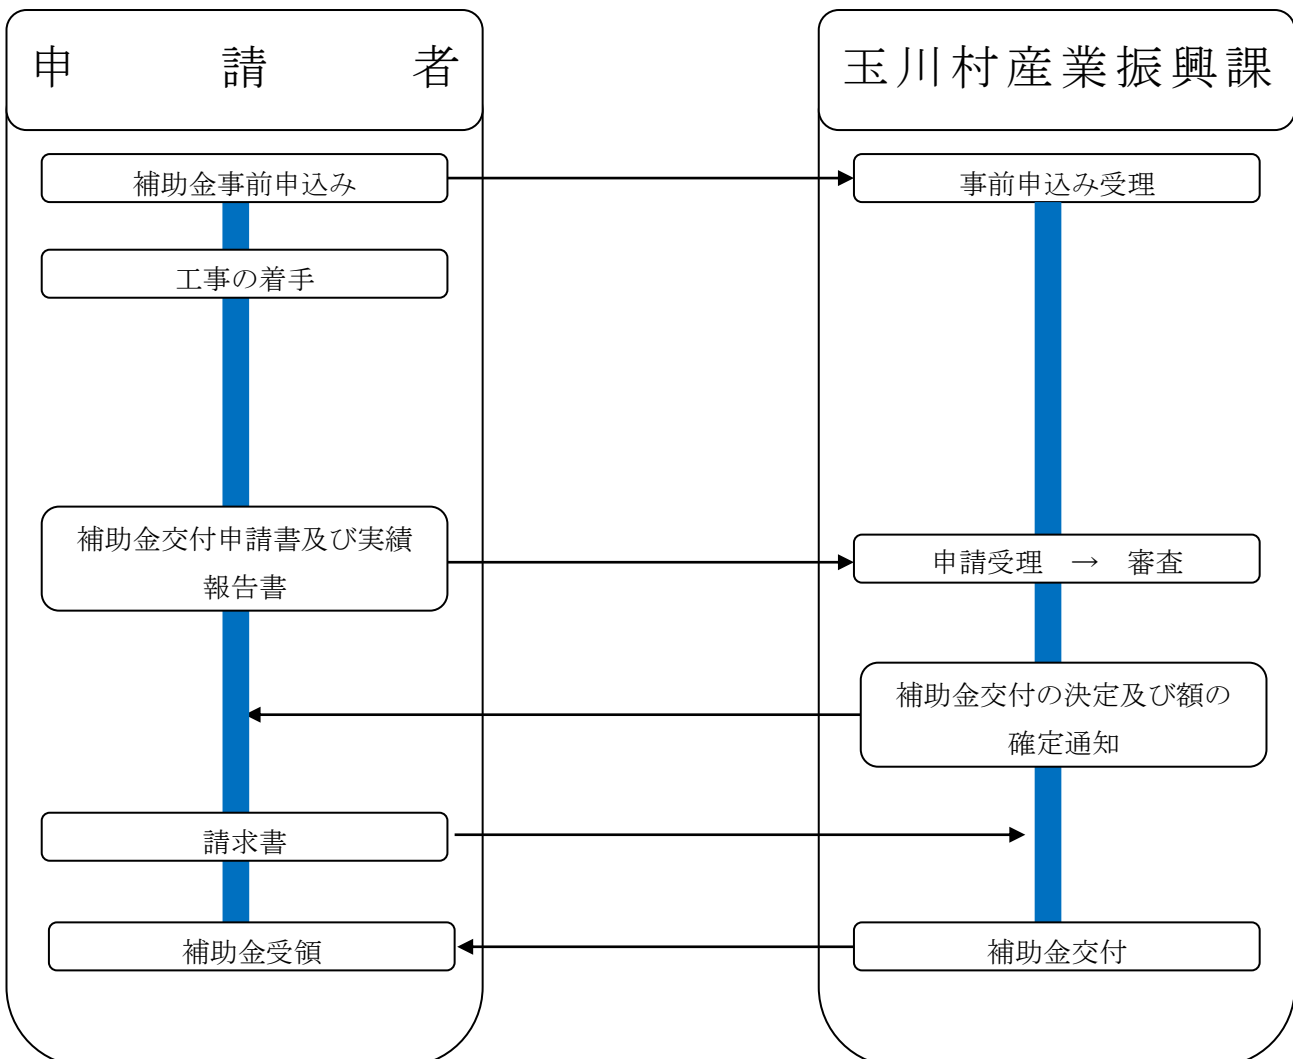 申請者
玉川村産業振興課
補助金事前申込み
事前申込み受理
工事の着手
補助金交付申請書及び実績
報告書
申請受理 → 審査
補助金交付の決定及び額の
確定通知
請求書
補助金受領
補助金交付